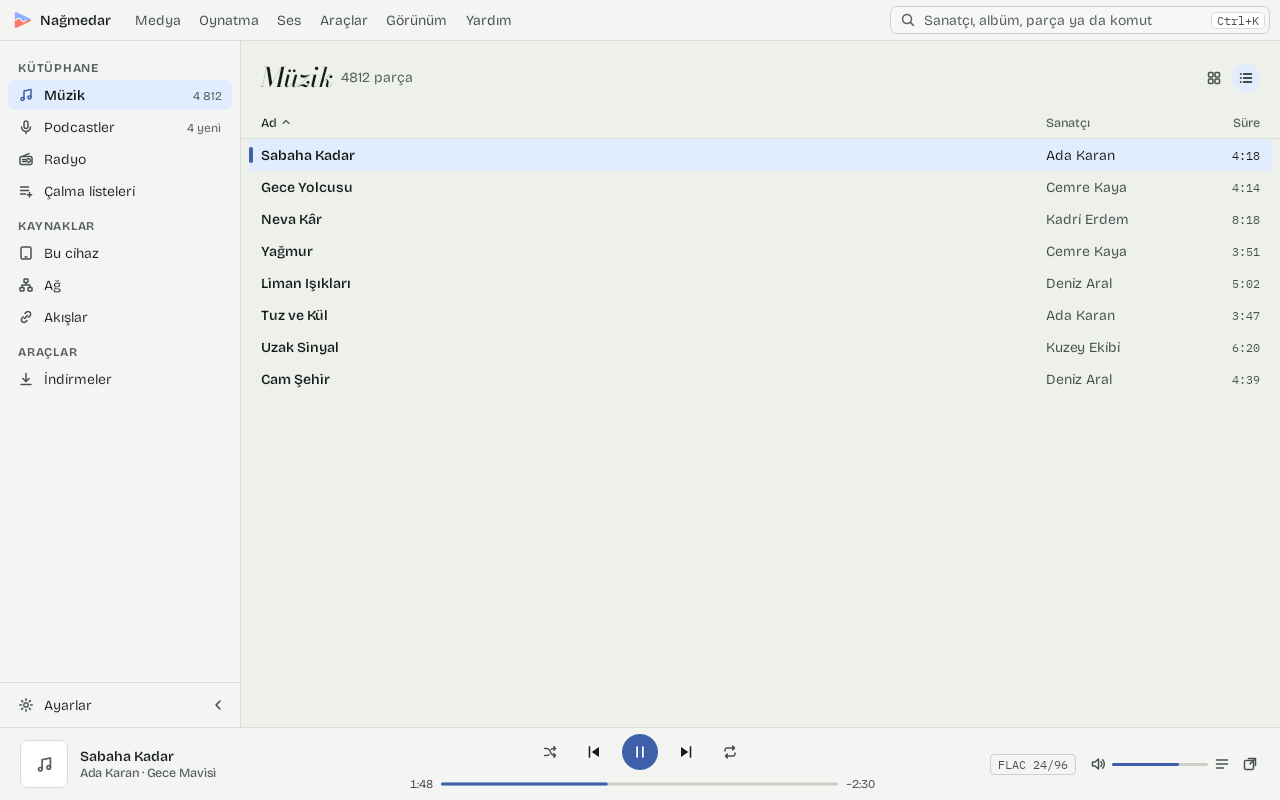 Nağmedar Medya Oynatma Ses Araçlar Görünüm Yardım Sanatçı, albüm, parça ya da komut Ctrl+K
KÜTÜPHANE
Müzik 4 812
Podcastler 4 yeni
Radyo
Çalma listeleri
KAYNAKLAR
Bu cihaz
Ağ
Akışlar
ARAÇLAR
İndirmeler
Ayarlar
Müzik 4812 parça
Ad Sanatçı Süre
Sabaha Kadar Ada Karan 4:18
Gece Yolcusu Cemre Kaya 4:14
Neva Kâr Kadri Erdem 8:18
Yağmur Cemre Kaya 3:51
Liman Işıkları Deniz Aral 5:02
Tuz ve Kül Ada Karan 3:47
Uzak Sinyal Kuzey Ekibi 6:20
Cam Şehir Deniz Aral 4:39
Sabaha Kadar
Ada Karan · Gece Mavisi
1:48 −2:30
FLAC 24/96